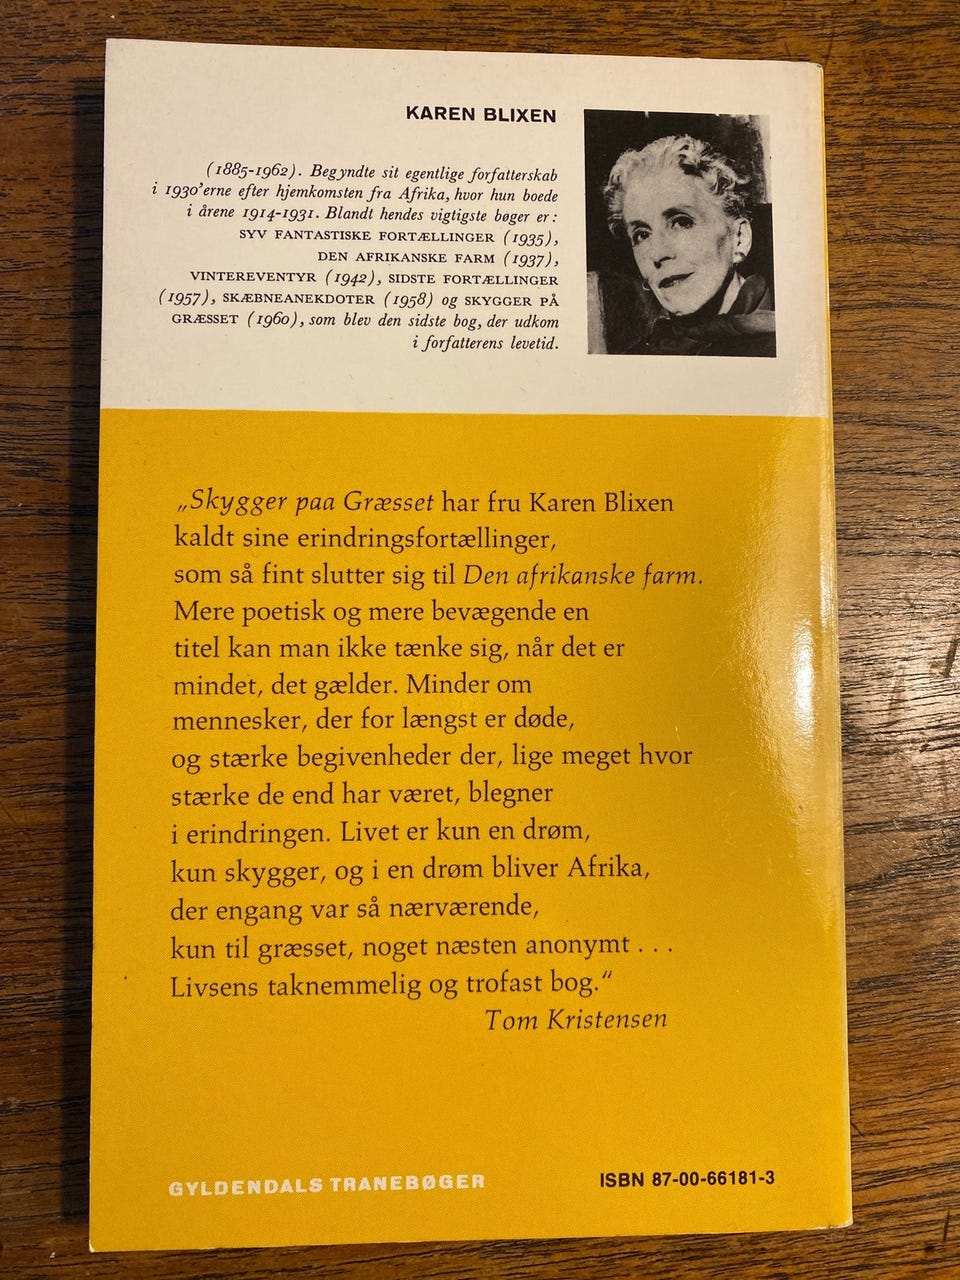 KAREN BLIXEN
(1885-1962). Begyndte sit egentlige forfatterskab
i 1930'erne efter hjemkomsten fra Afrika, hvor hun boede
i årene 1914-1931. Blandt hendes vigtigste bøger er:
SYV FANTASTISKE FORTÆLLINGER (1935),
DEN AFRIKANSKE FARM (1937),
VINTEREVENTYR (1942), SIDSTE FORTÆLLINGER
(1957), SKÆBNEANEKDOTER (1958) og SKYGGER PÅ
GRÆSSET (1960), som blev den sidste bog, der udkom
i forfatterens levetid.
„Skygger paa Græsset har fru Karen Blixen
kaldt sine erindringsfortællinger,
som så fint slutter sig til Den afrikanske farm.
Mere poetisk og mere bevægende en
titel kan man ikke tænke sig, når det er
mindet, det gælder. Minder om
mennesker, der for længst er døde,
og stærke begivenheder der, lige meget hvor
stærke de end har været, blegner
i erindringen. Livet er kun en drøm,
kun skygger, og i en drøm bliver Afrika,
der engang var så nærværende,
kun til græsset, noget næsten anonymt . . .
Livsens taknemmelig og trofast bog.“
Tom Kristensen
GYLDENDALS TRANEBØGER
ISBN 87-00-66181-3